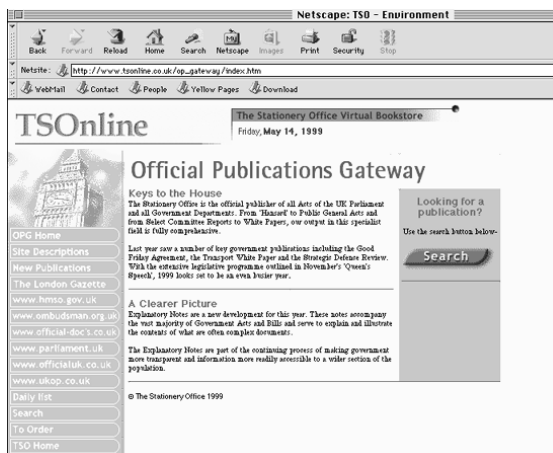 Netscape: TSO - Environment
Back Forward Reload Home Search Netscape Images Print Security Stop
Netsite: http://www.tsonline.co.uk/op_gateway/index.htm
WebMail Contact People Yellow Pages Download
TSOnline
The Stationery Office Virtual Bookstore
Friday, May 14, 1999
Official Publications Gateway
Keys to the House
The Stationery Office is the official publisher of all Acts of the UK Parliament
and all Government Departments. From 'Hansard' to Public General Acts and
from Select Committee Reports to White Papers, our output in this specialist
field is fully comprehensive.
Last year saw a number of key government publications including the Good
Friday Agreement, the Transport White Paper and the Strategic Defense Review.
With the extensive legislative programme outlined in November's 'Queen's
Speech', 1999 looks set to be an even busier year.
A Clearer Picture
Explanatory Notes are a new development for this year. These notes accompany
the vast majority of Government Acts and Bills and serve to explain and illustrate
the contents of what are often complex documents.
The Explanatory Notes are part of the continuing process of making government
more transparent and information more readily accessible to a wider section of the
population.
© The Stationery Office 1999
Looking for a
publication?
Use the search button below-
Search
OPG Home
Site Descriptions
New Publications
The London Gazette
www.hmso.gov.uk
www.ombudsman.org.uk
www.official-doc's.co.uk
www.parliament.uk
www.officialuk.co.uk
www.ukop.co.uk
Daily list
Search
To Order
TSO Home